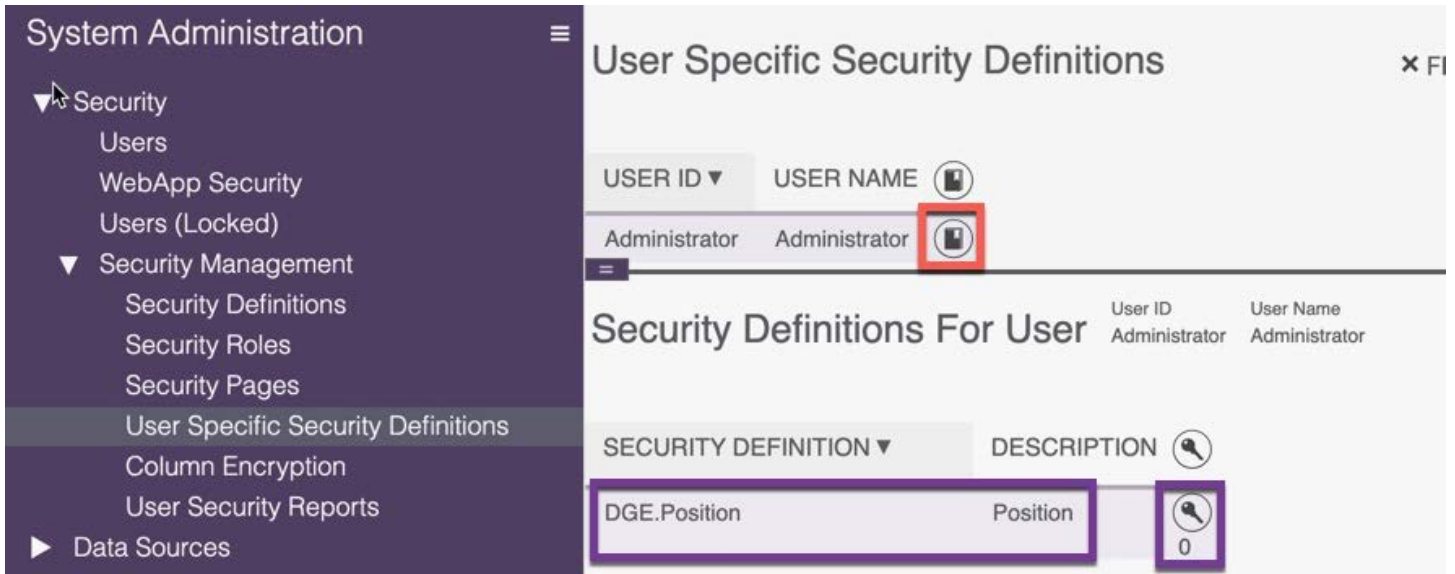 System Administration
Security
Users
WebApp Security
Users (Locked)
Security Management
Security Definitions
Security Roles
Security Pages
User Specific Security Definitions
Column Encryption
User Security Reports
Data Sources
User Specific Security Definitions
USER ID ▼ USER NAME
Administrator Administrator
Security Definitions For User
User ID User Name
Administrator Administrator
SECURITY DEFINITION ▼ DESCRIPTION
DGE.Position Position
0